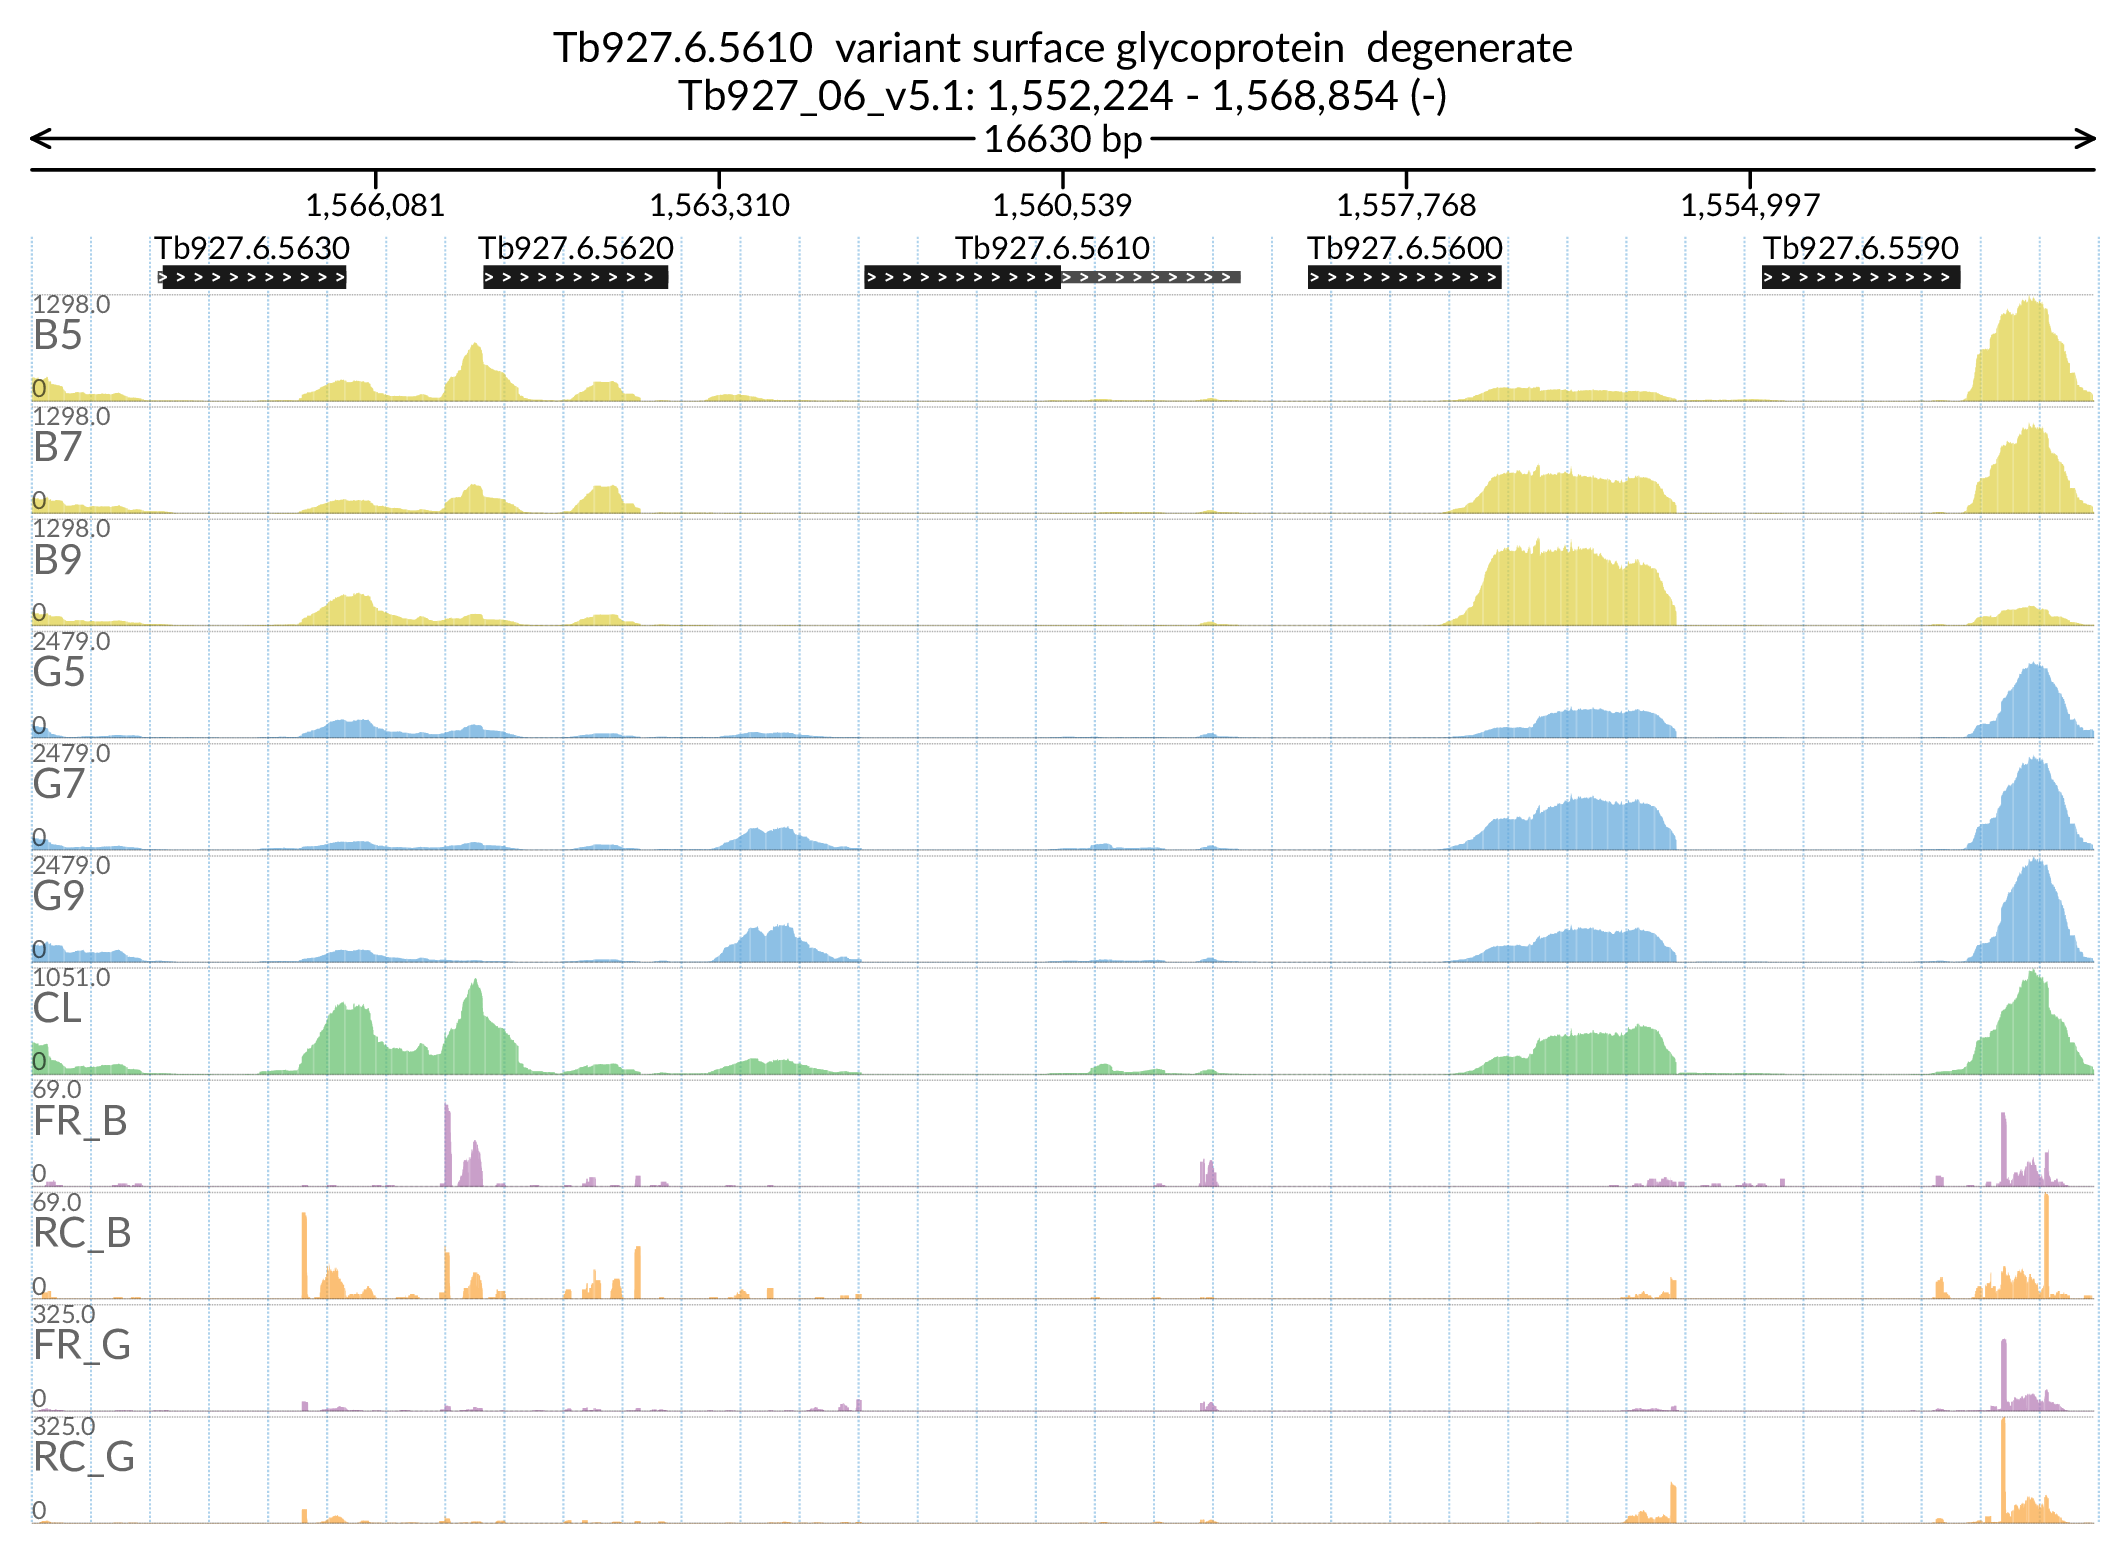 Tb927.6.5610  variant surface glycoprotein  degenerate
Tb927_06_v5.1: 1,552,224 - 1,568,854 (-)
16630 bp
1,566,081 1,563,310 1,560,539 1,557,768 1,554,997
Tb927.6.5630 Tb927.6.5620 Tb927.6.5610 Tb927.6.5600 Tb927.6.5590
1298.0
B5
0
1298.0
B7
0
1298.0
B9
0
2479.0
G5
0
2479.0
G7
0
2479.0
G9
0
1051.0
CL
0
69.0
FR_B
0
69.0
RC_B
0
325.0
FR_G
0
325.0
RC_G
0